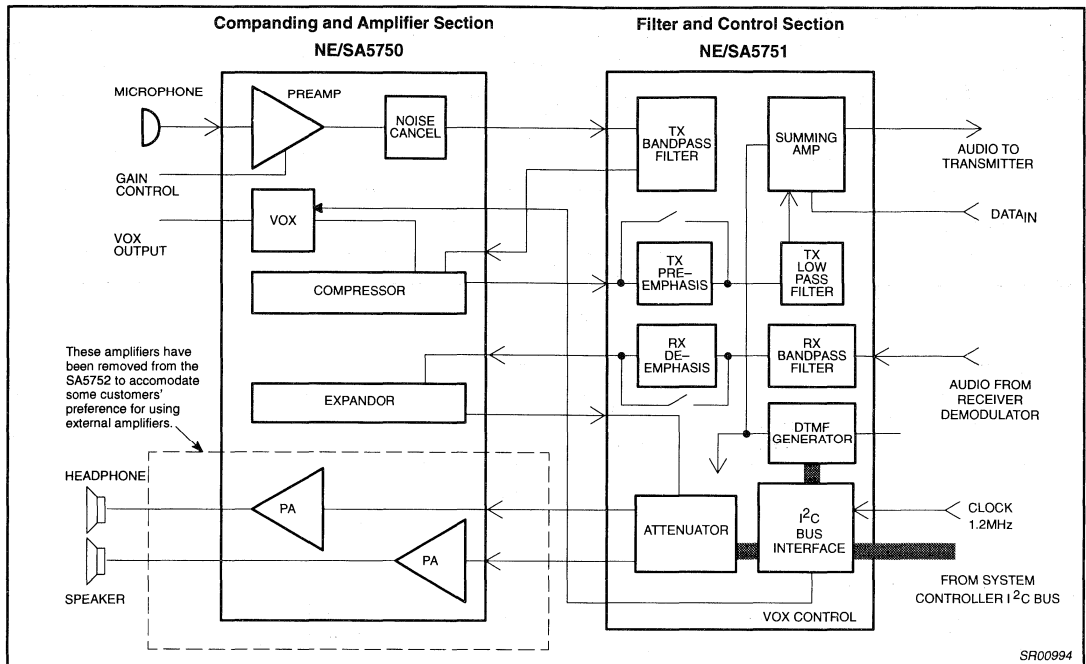 Companding and Amplifier Section
NE/SA5750
Filter and Control Section
NE/SA5751
MICROPHONE
PREAMP
NOISE
CANCEL
GAIN
CONTROL
VOX
VOX
OUTPUT
COMPRESSOR
These amplifiers have
been removed from the
SA5752 to accomodate
some customers'
preference for using
external amplifiers.
EXPANDOR
HEADPHONE
PA
PA
SPEAKER
TX
BANDPASS
FILTER
SUMMING
AMP
AUDIO TO
TRANSMITTER
DATAIN
TX
PRE–
EMPHASIS
TX
LOW
PASS
FILTER
RX
DE–
EMPHASIS
RX
BANDPASS
FILTER
AUDIO FROM
RECEIVER
DEMODULATOR
DTMF
GENERATOR
ATTENUATOR
I2C
BUS
INTERFACE
CLOCK
1.2MHz
FROM SYSTEM
CONTROLLER I2C BUS
VOX CONTROL
SR00994